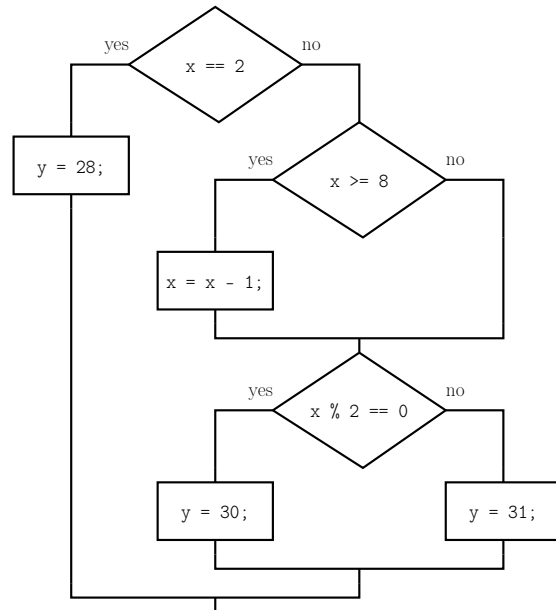 yes
no
x == 2
yes
no
y = 28;
x >= 8
x = x - 1;
yes
no
x % 2 == 0
y = 30;
y = 31;